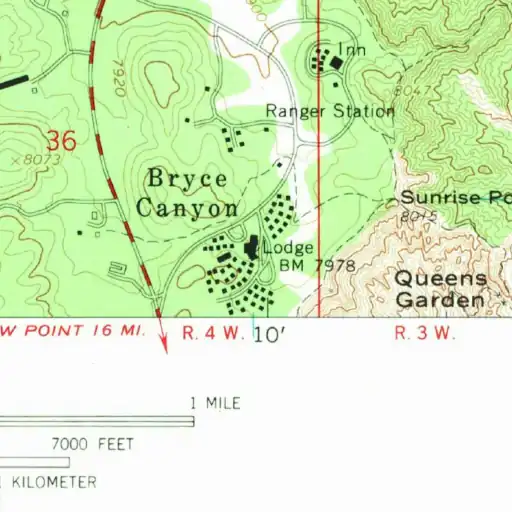 Inn
7920
8047
Ranger Station
36
×8073
Bryce
Canyon
Sunrise Po
8015
Lodge
BM 7978
Queens
Garden
W POINT 16 MI.
R. 4 W.
10'
R. 3 W.
1 MILE
7000 FEET
KILOMETER